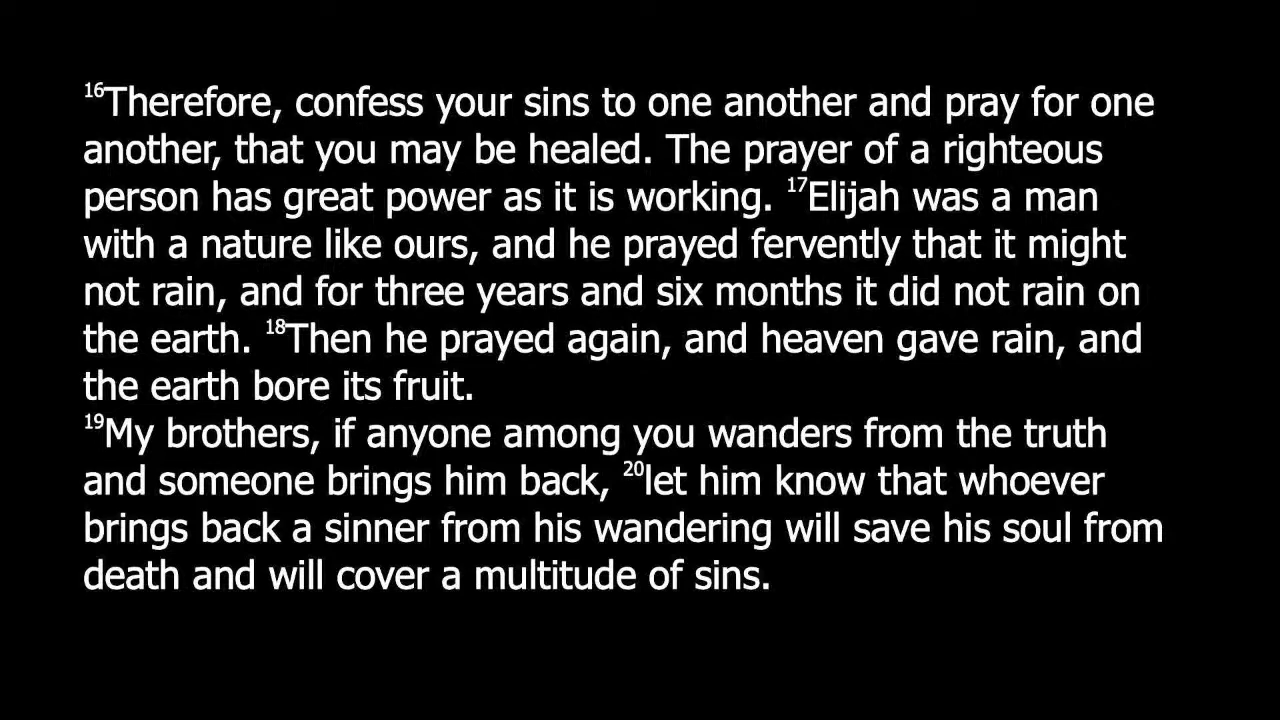 16Therefore, confess your sins to one another and pray for one
another, that you may be healed. The prayer of a righteous
person has great power as it is working. 17Elijah was a man
with a nature like ours, and he prayed fervently that it might
not rain, and for three years and six months it did not rain on
the earth. 18Then he prayed again, and heaven gave rain, and
the earth bore its fruit.
19My brothers, if anyone among you wanders from the truth
and someone brings him back, 20let him know that whoever
brings back a sinner from his wandering will save his soul from
death and will cover a multitude of sins.